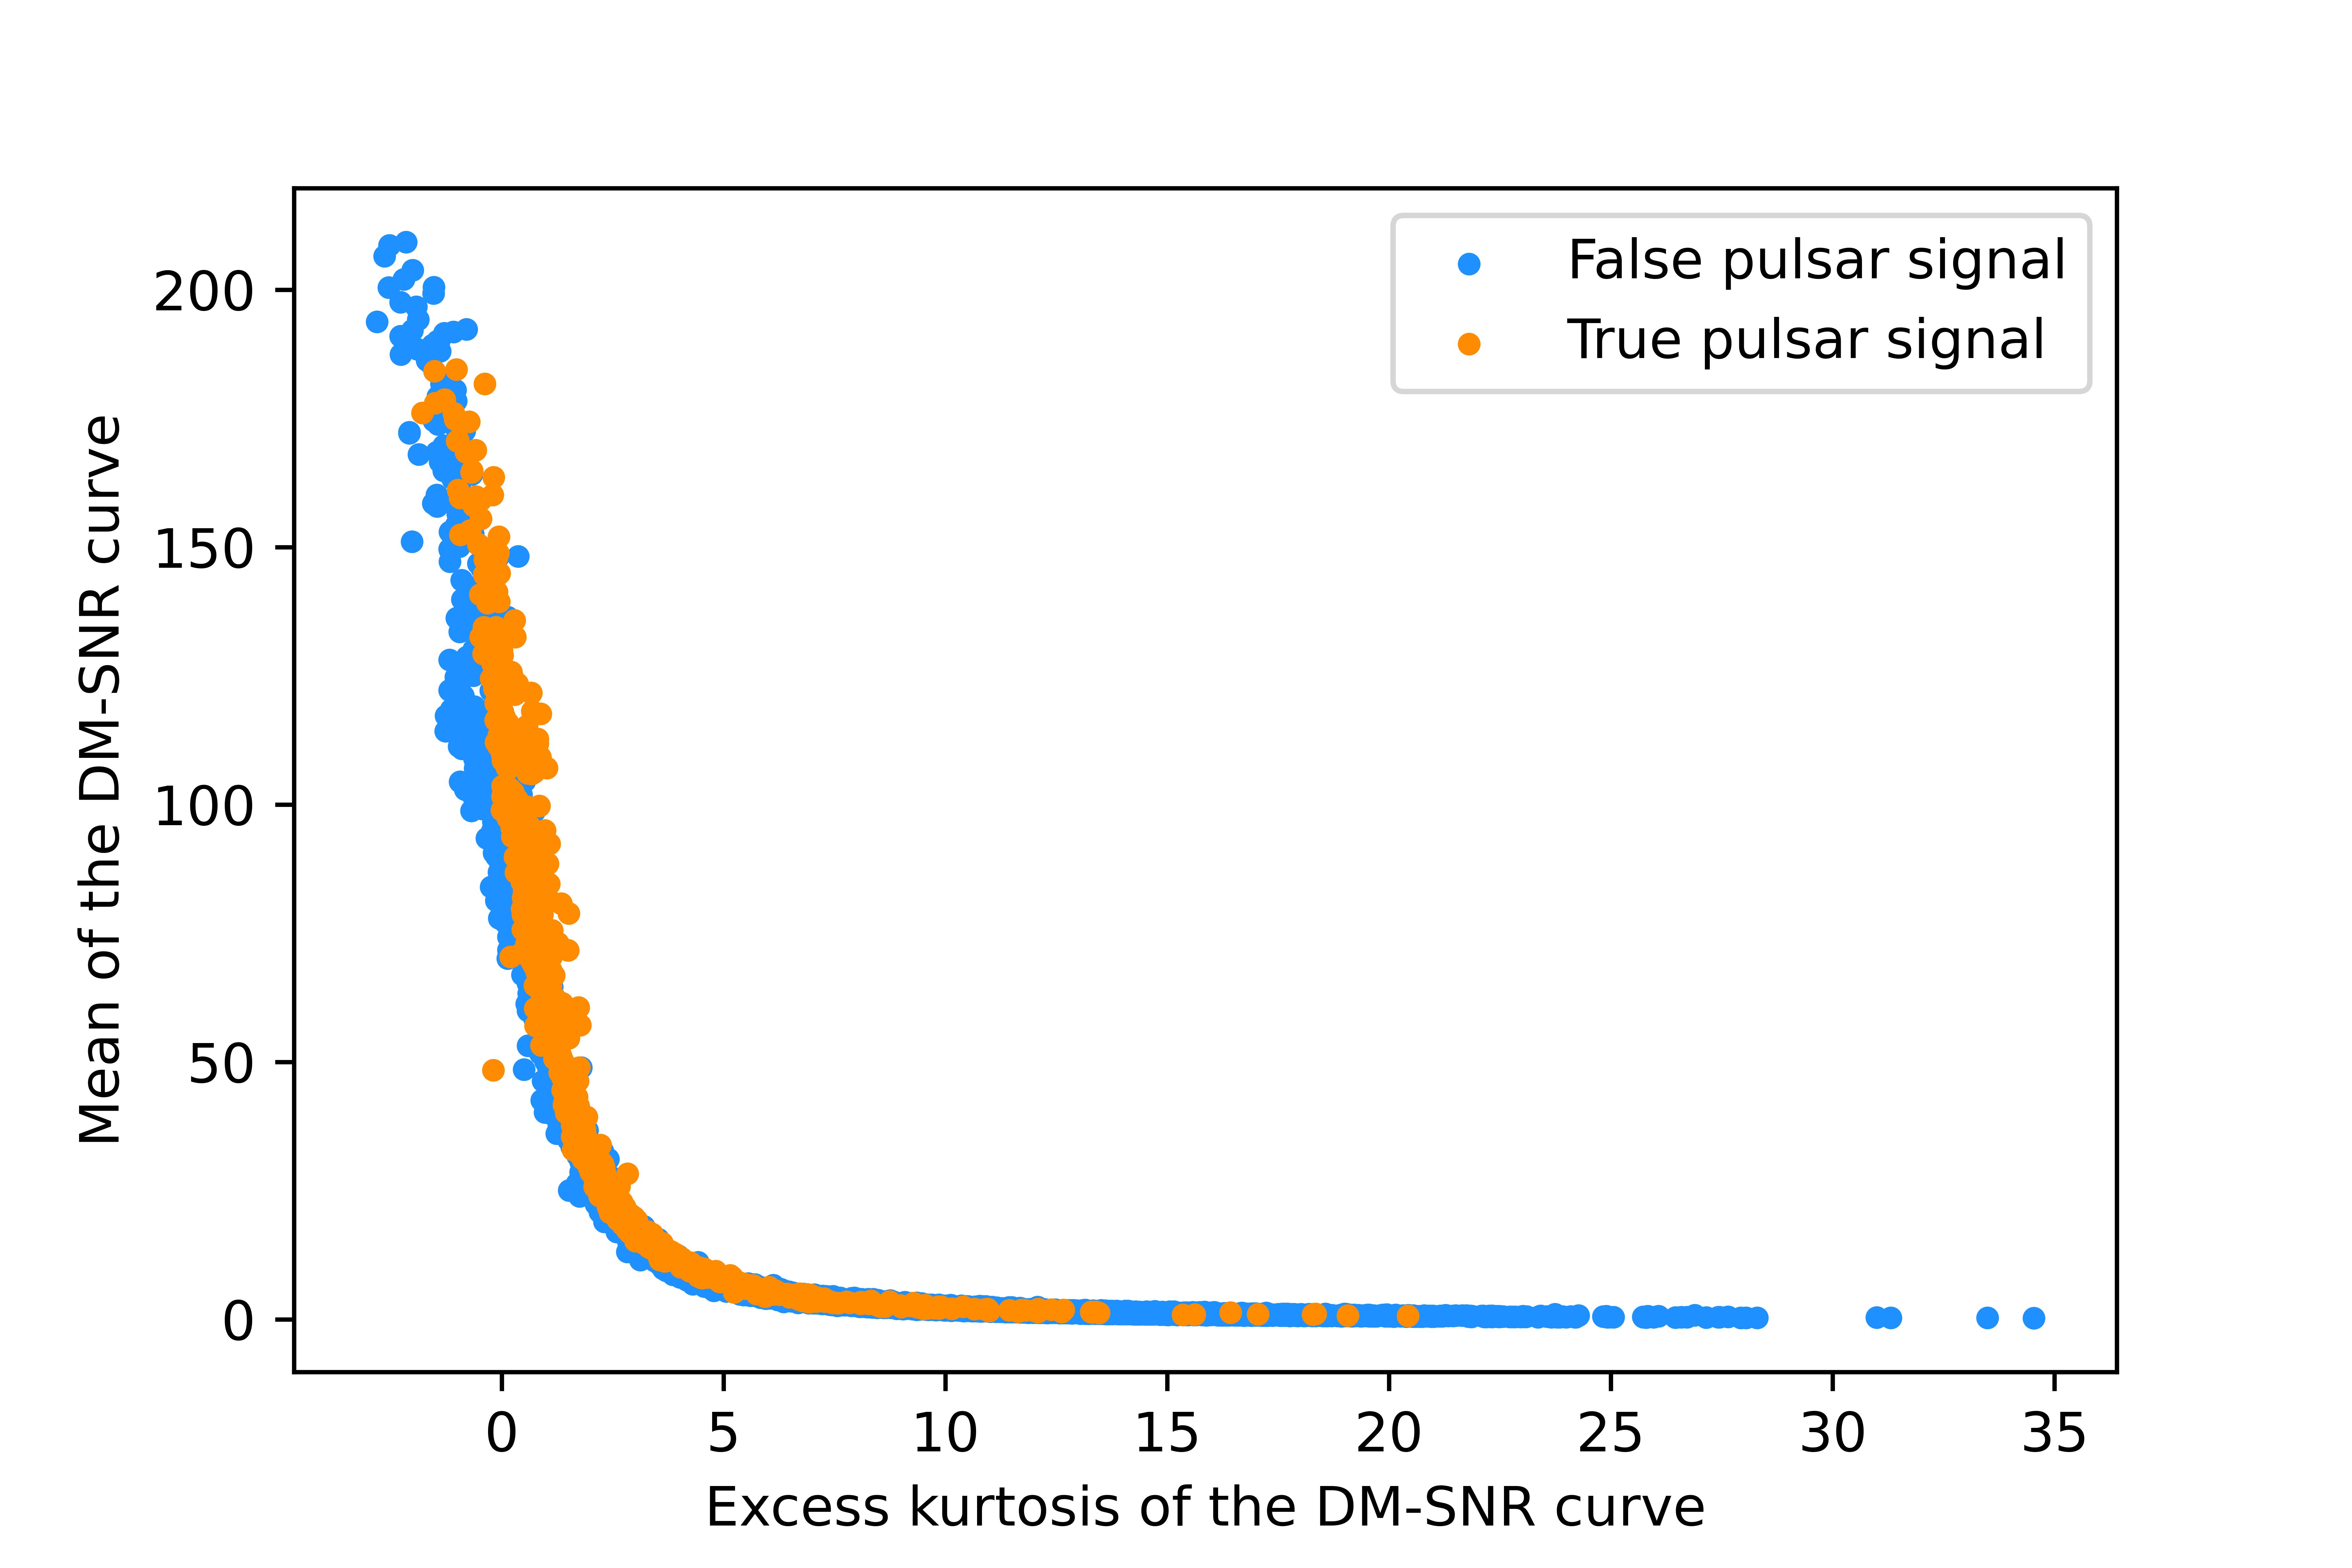 False pulsar signal
True pulsar signal
200
150
100
50
0
Mean of the DM-SNR curve
0 5 10 15 20 25 30 35
Excess kurtosis of the DM-SNR curve